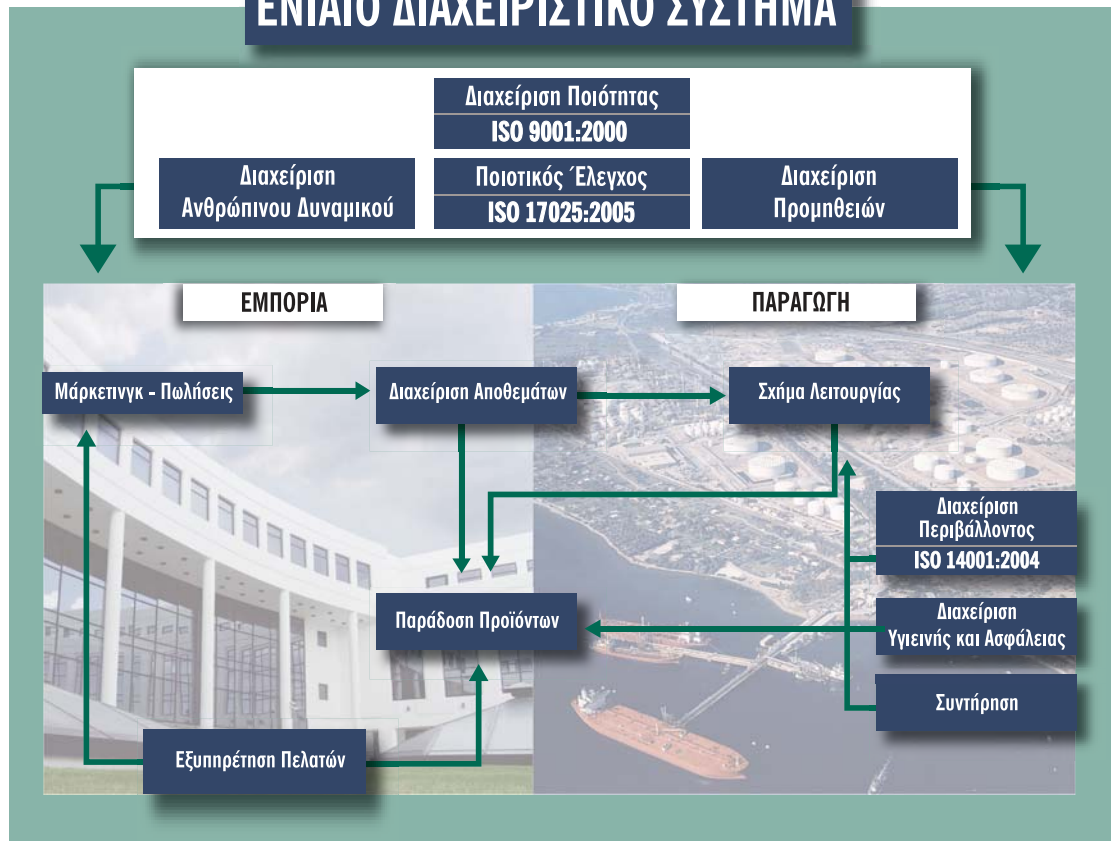 ΕΝΙΑΙΟ ΔΙΑΧΕΙΡΙΣΤΙΚΟ ΣΥΣΤΗΜΑ
Διαχείριση Ποιότητας
ISO 9001:2000
Διαχείριση
Ανθρώπινου Δυναμικού
Ποιοτικός Έλεγχος
ISO 17025:2005
Διαχείριση
Προμηθειών
ΕΜΠΟΡΙΑ
ΠΑΡΑΓΩΓΗ
Μάρκετινγκ - Πωλήσεις
Διαχείριση Αποθεμάτων
Σχήμα Λειτουργίας
Διαχείριση
Περιβάλλοντος
ISO 14001:2004
Παράδοση Προϊόντων
Διαχείριση
Υγιεινής και Ασφάλειας
Συντήρηση
Εξυπηρέτηση Πελατών